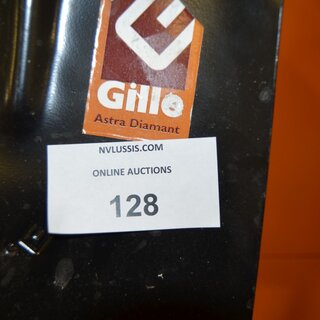 Gillo
Astra Diamant
NVLUSSIS.COM
ONLINE AUCTIONS
128